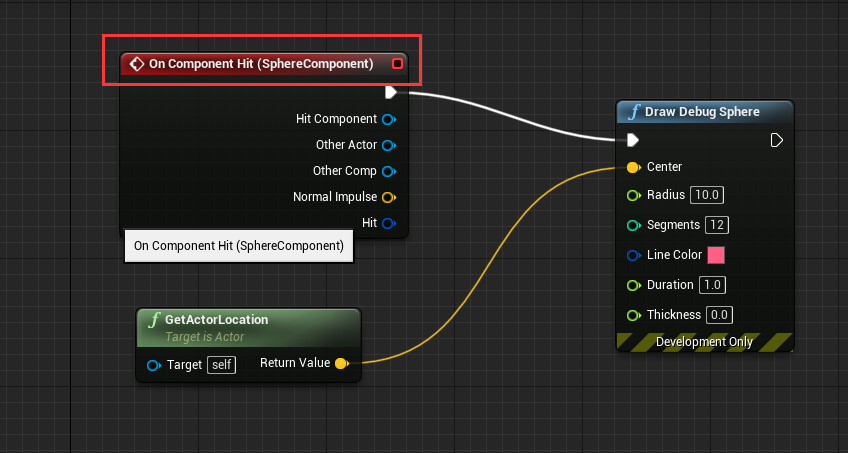 On Component Hit (SphereComponent)
Hit Component
Other Actor
Other Comp
Normal Impulse
Hit
On Component Hit (SphereComponent)
f GetActorLocation
Target is Actor
Target self
Return Value
f Draw Debug Sphere
Center
Radius 10.0
Segments 12
Line Color
Duration 1.0
Thickness 0.0
Development Only